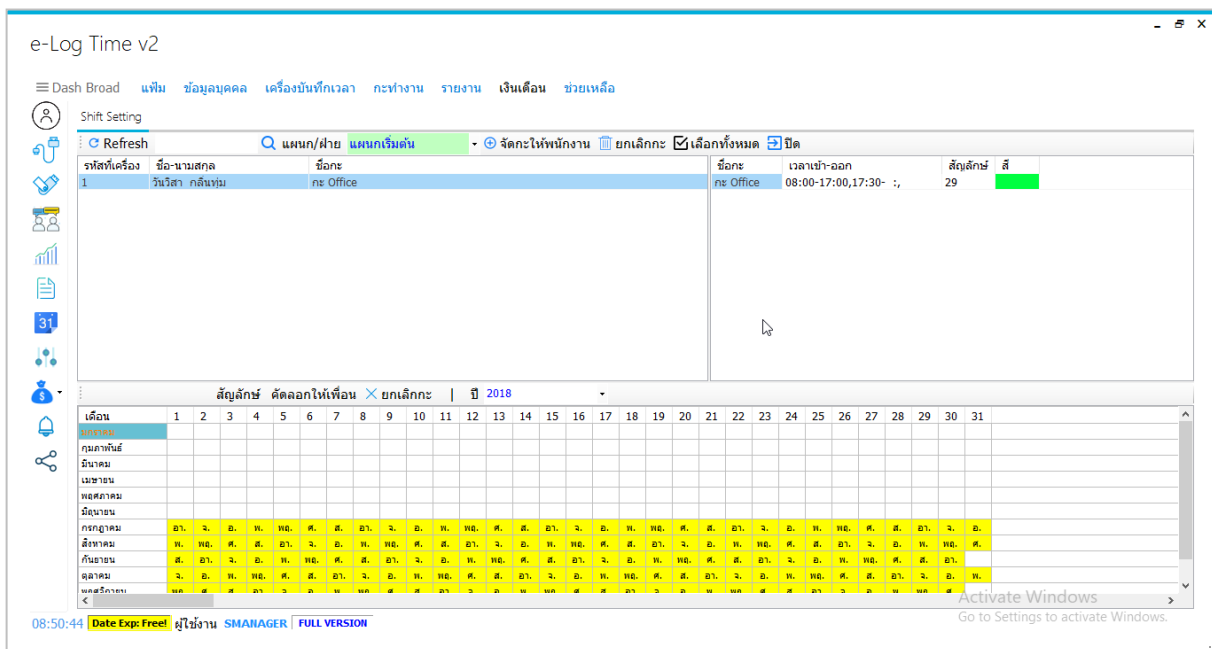 e-Log Time v2
Dash Broad แฟ้ม ข้อมูลบุคคล เครื่องบันทึกเวลา กะทำงาน รายงาน เงินเดือน ช่วยเหลือ
Shift Setting
Refresh แผนก/ฝ่าย แผนกเริ่มต้น จัดกะให้พนักงาน ยกเลิกกะ เลือกทั้งหมด ปิด
รหัสที่เครื่อง ชื่อ-นามสกุล ชื่อกะ ชื่อกะ เวลาเข้า-ออก สัญลักษ์ สี
1 วันวิสา กลิ่นทุ่ม กะ Office กะ Office 08:00-17:00,17:30- :, 29
31
สัญลักษ์ คัดลอกให้เพื่อน ยกเลิกกะ ปี 2018
เดือน 1 2 3 4 5 6 7 8 9 10 11 12 13 14 15 16 17 18 19 20 21 22 23 24 25 26 27 28 29 30 31
มกราคม
กุมภาพันธ์
มีนาคม
เมษายน
พฤษภาคม
มิถุนายน
กรกฎาคม อา. จ. อ. พ. พฤ. ศ. ส. อา. จ. อ. พ. พฤ. ศ. ส. อา. จ. อ. พ. พฤ. ศ. ส. อา. จ. อ. พ. พฤ. ศ. ส. อา. จ. อ.
สิงหาคม พ. พฤ. ศ. ส. อา. จ. อ. พ. พฤ. ศ. ส. อา. จ. อ. พ. พฤ. ศ. ส. อา. จ. อ. พ. พฤ. ศ. ส. อา. จ. อ. พ. พฤ. ศ.
กันยายน ส. อา. จ. อ. พ. พฤ. ศ. ส. อา. จ. อ. พ. พฤ. ศ. ส. อา. จ. อ. พ. พฤ. ศ. ส. อา. จ. อ. พ. พฤ. ศ. ส. อา.
ตุลาคม จ. อ. พ. พฤ. ศ. ส. อา. จ. อ. พ. พฤ. ศ. ส. อา. จ. อ. พ. พฤ. ศ. ส. อา. จ. อ. พ. พฤ. ศ. ส. อา. จ. อ. พ.
พฤศจิกายน
Activate Windows
Go to Settings to activate Windows.
08:50:44 Date Exp: Free! ผู้ใช้งาน SMANAGER FULL VERSION